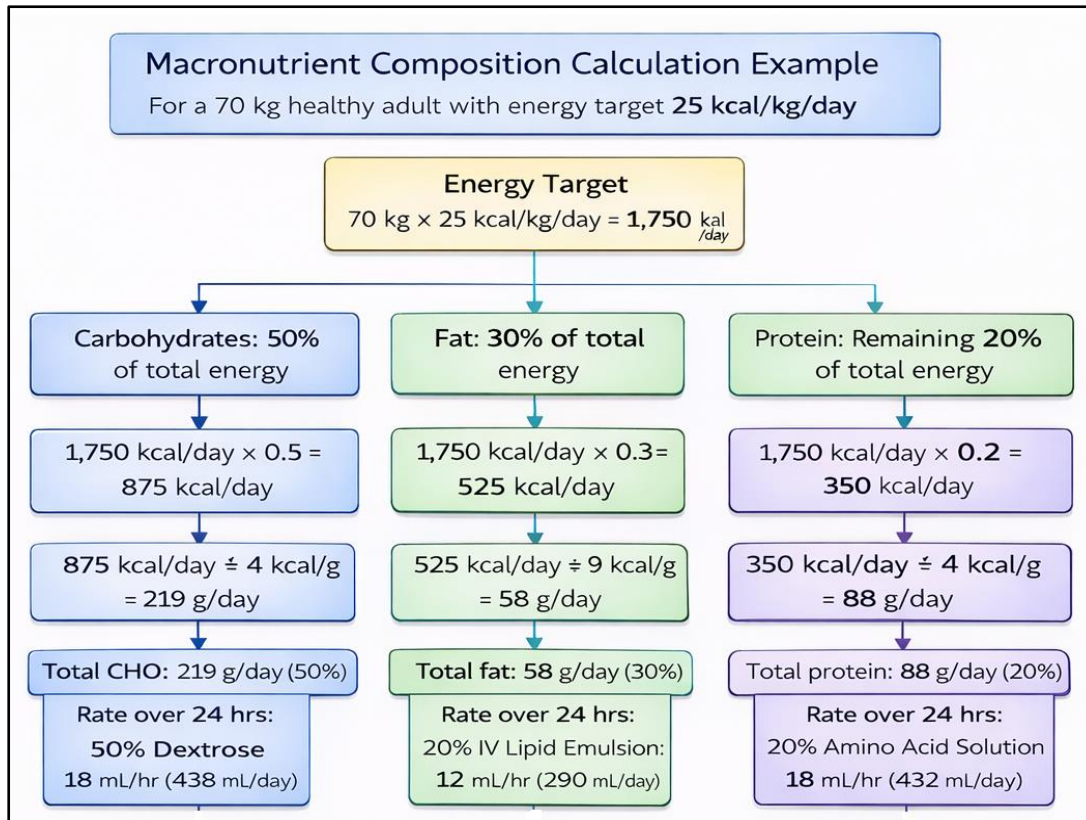 Macronutrient Composition Calculation Example
For a 70 kg healthy adult with energy target 25 kcal/kg/day
Energy Target
70 kg × 25 kcal/kg/day = 1,750 kal
/day
Carbohydrates: 50%
of total energy
1,750 kcal/day × 0.5 =
875 kcal/day
875 kcal/day ÷ 4 kcal/g
= 219 g/day
Total CHO: 219 g/day (50%)
Rate over 24 hrs:
50% Dextrose
18 mL/hr (438 mL/day)
Fat: 30% of total
energy
1,750 kcal/day × 0.3=
525 kcal/day
525 kcal/day ÷ 9 kcal/g
= 58 g/day
Total fat: 58 g/day (30%)
Rate over 24 hrs:
20% IV Lipid Emulsion:
12 mL/hr (290 mL/day)
Protein: Remaining 20%
of total energy
1,750 kcal/day × 0.2 =
350 kcal/day
350 kcal/day ÷ 4 kcal/g
= 88 g/day
Total protein: 88 g/day (20%)
Rate over 24 hrs:
20% Amino Acid Solution
18 mL/hr (432 mL/day)